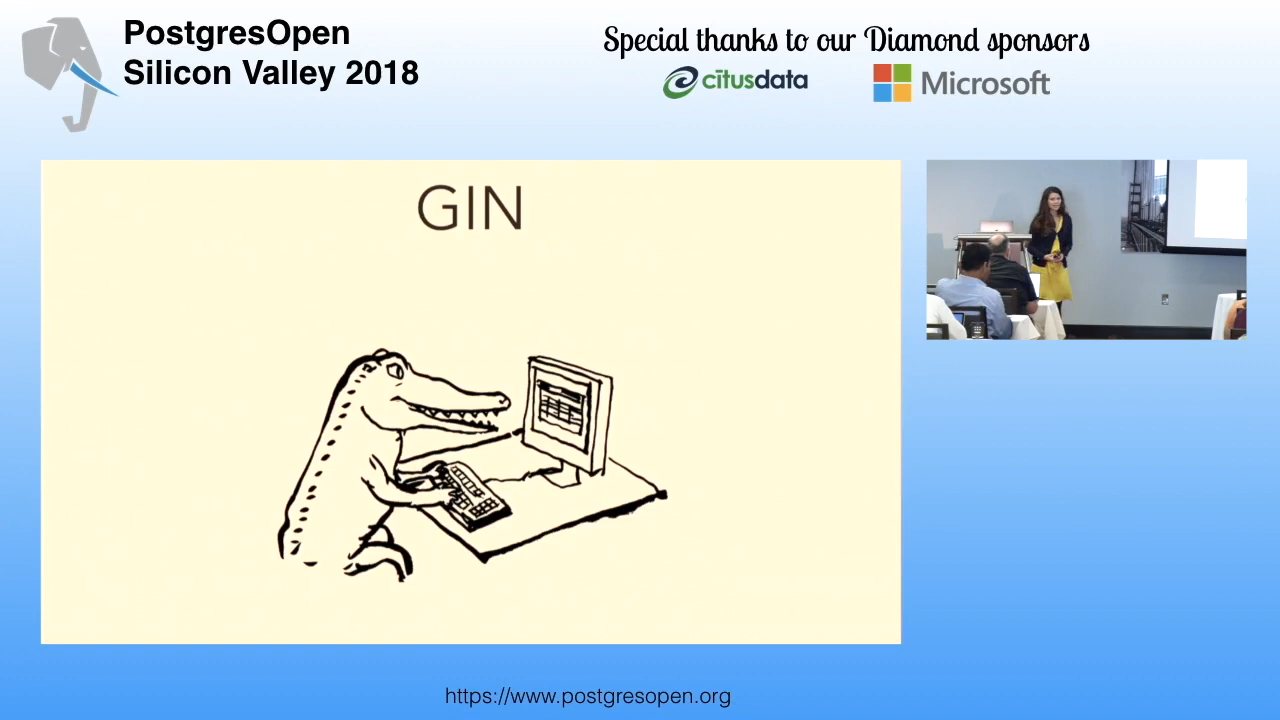 PostgresOpen
Silicon Valley 2018
Special thanks to our Diamond sponsors
citusdata
Microsoft
GIN
https://www.postgresopen.org